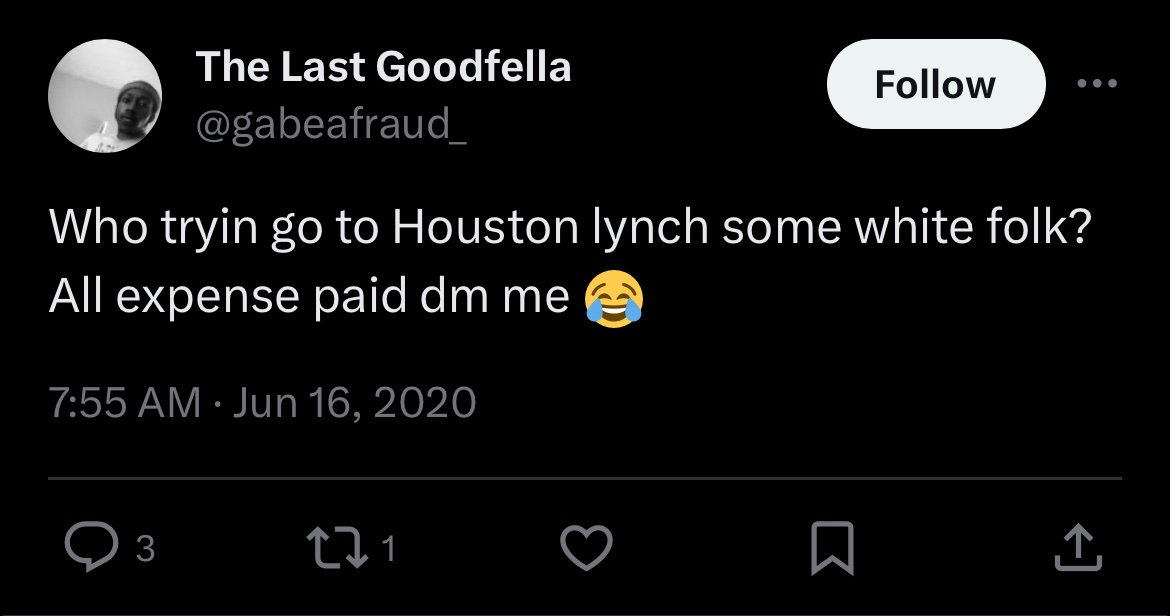 The Last Goodfella
@gabeafraud_
Follow
Who tryin go to Houston lynch some white folk?
All expense paid dm me 😂
7:55 AM · Jun 16, 2020
3
1